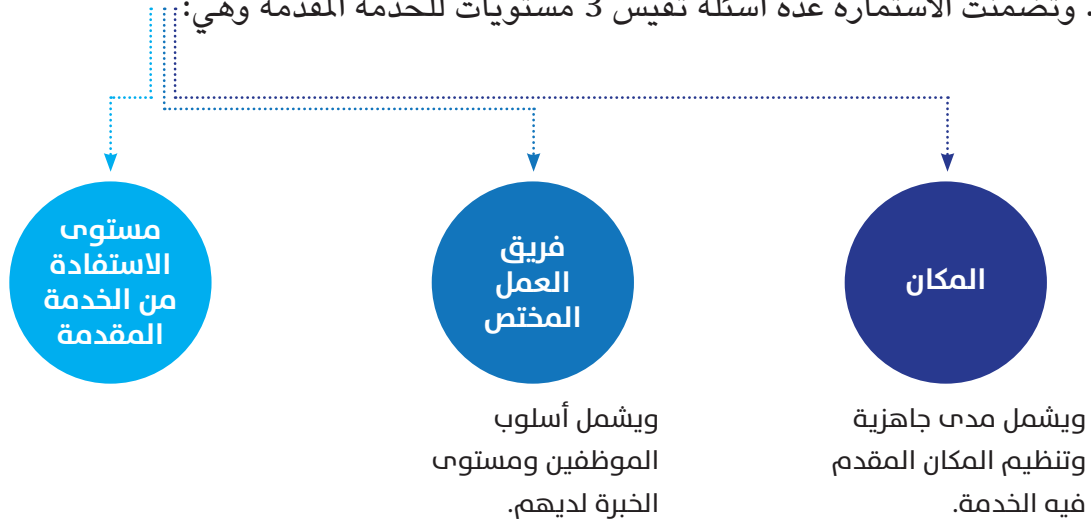 . وتضمنت الاستمارة عدة أسئلة تقيس 3 مستويات للخدمة المقدمة وهي:
المكان
ويشمل مدى جاهزية
وتنظيم المكان المقدم
فيه الخدمة.
فريق
العمل
المختص
ويشمل أسلوب
الموظفين ومستوى
الخبرة لديهم.
مستوى
الاستفادة
من الخدمة
المقدمة